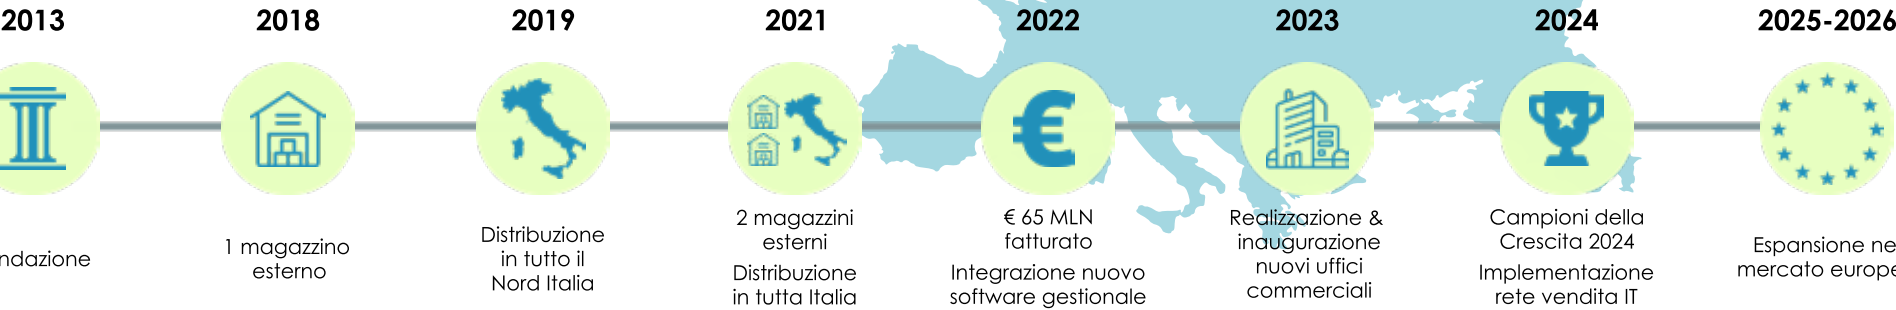 2013
ndazione
2018
1 magazzino
esterno
2019
Distribuzione
in tutto il
Nord Italia
2021
2 magazzini
esterni
Distribuzione
in tutta Italia
2022
€ 65 MLN
fatturato
Integrazione nuovo
software gestionale
2023
Realizzazione &
inaugurazione
nuovi uffici
commerciali
2024
Campioni della
Crescita 2024
Implementazione
rete vendita IT
2025-2026
Espansione ne
mercato europe